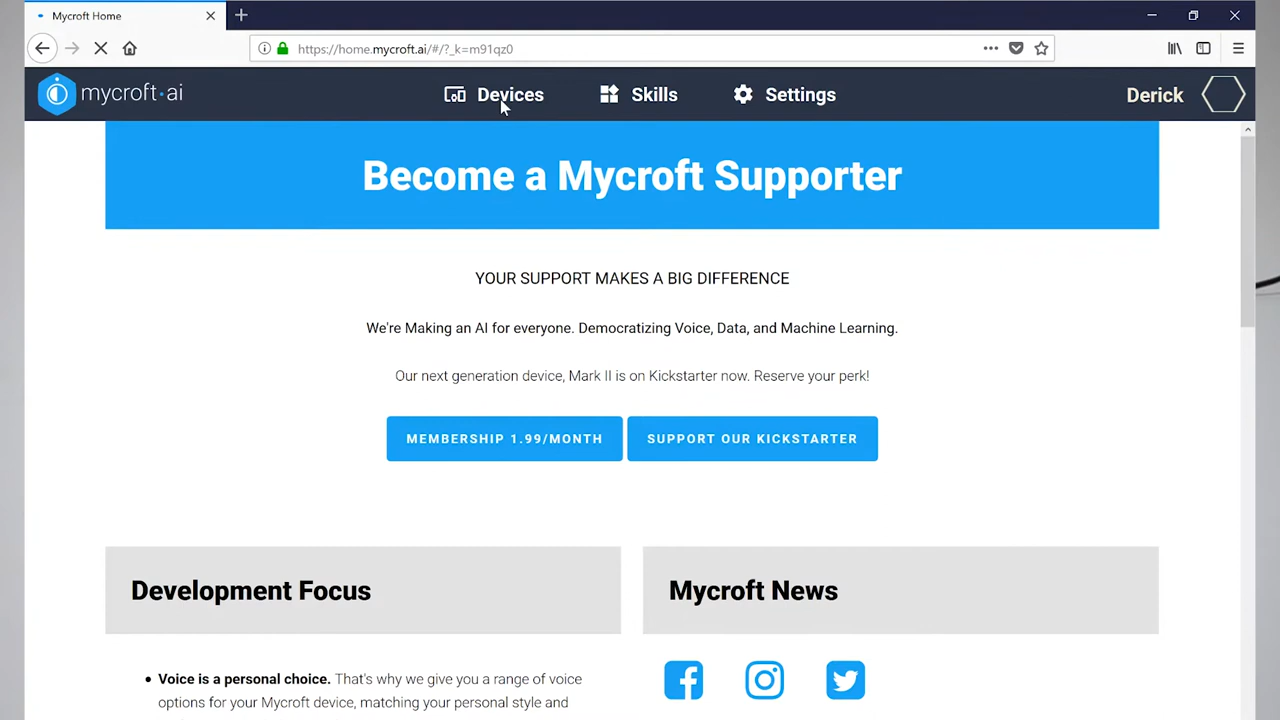 Mycroft Home
https://home.mycroft.ai/#/?_k=m91qz0
mycroft·ai
Devices
Skills
Settings
Derick
Become a Mycroft Supporter
YOUR SUPPORT MAKES A BIG DIFFERENCE
We're Making an AI for everyone. Democratizing Voice, Data, and Machine Learning.
Our next generation device, Mark II is on Kickstarter now. Reserve your perk!
MEMBERSHIP 1.99/MONTH
SUPPORT OUR KICKSTARTER
Development Focus
Mycroft News
• Voice is a personal choice. That's why we give you a range of voice
options for your Mycroft device, matching your personal style and